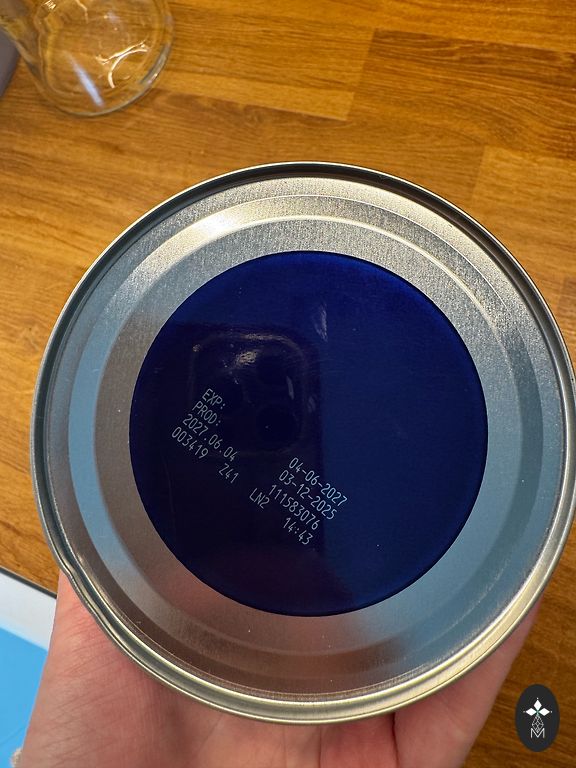 EXP: 04-06-2027
PROD: 03-12-2025
2027.06.04 111583076
003419 Z41 LN2 14:43
M